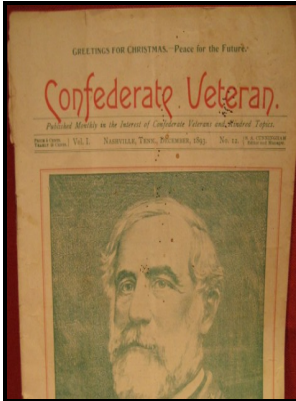 GREETINGS FOR CHRISTMAS. Peace for the Future.
Confederate Veteran.
Published Monthly in the Interest of Confederate Veterans and Kindred Topics.
Vol. I. NASHVILLE, TENN., DECEMBER, 1893. No. 12. S. A. CUNNINGHAM